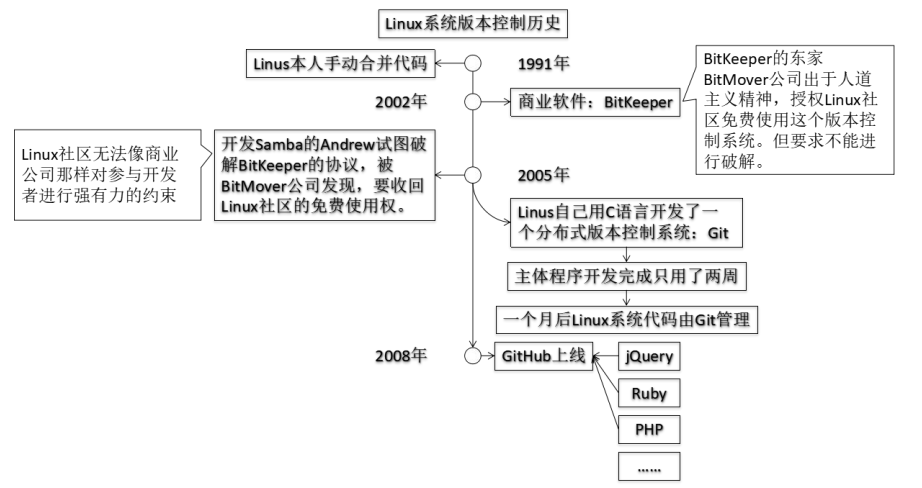 Linux系统版本控制历史
Linus本人手动合并代码
1991年
2002年
商业软件：BitKeeper
BitKeeper的东家
BitMover公司出于人道
主义精神，授权Linux社
区免费使用这个版本控
制系统。但要求不能进
行破解。
Linux社区无法像商业
公司那样对参与开发
者进行强有力的约束
开发Samba的Andrew试图破
解BitKeeper的协议，被
BitMover公司发现，要收回
Linux社区的免费使用权。
2005年
Linus自己用C语言开发了一
个分布式版本控制系统：Git
主体程序开发完成只用了两周
一个月后Linux系统代码由Git管理
2008年
GitHub上线
jQuery
Ruby
PHP
……